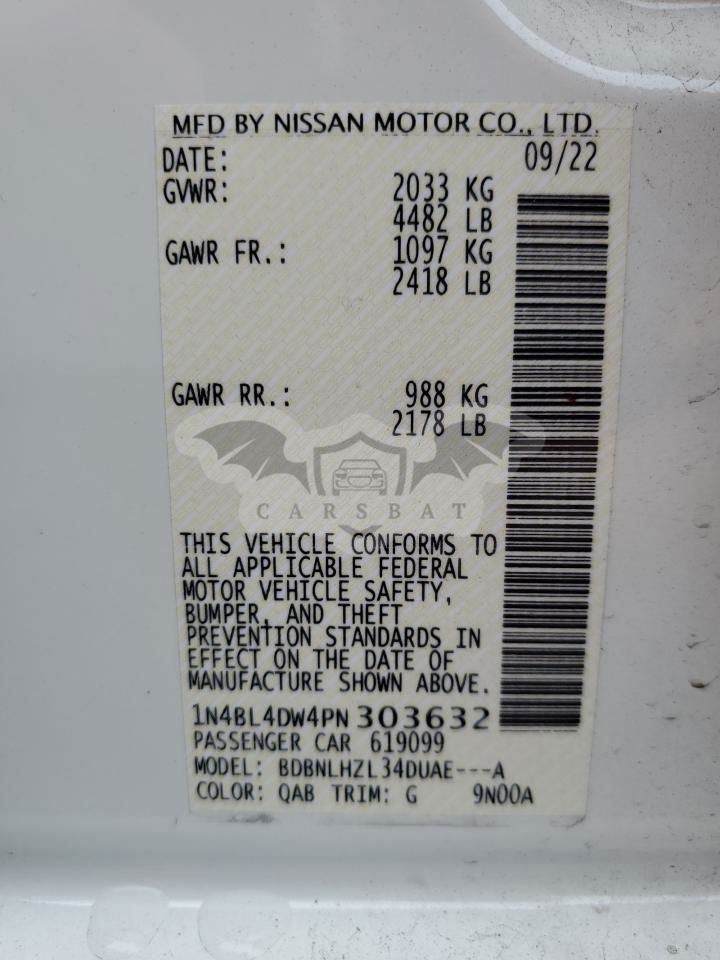 MFD BY NISSAN MOTOR CO., LTD.
DATE: 09/22
GVWR: 2033 KG
4482 LB
GAWR FR.: 1097 KG
2418 LB
GAWR RR.: 988 KG
2178 LB
CARSBAT
THIS VEHICLE CONFORMS TO
ALL APPLICABLE FEDERAL
MOTOR VEHICLE SAFETY,
BUMPER, AND THEFT
PREVENTION STANDARDS IN
EFFECT ON THE DATE OF
MANUFACTURE SHOWN ABOVE.
1N4BL4DW4PN303632
PASSENGER CAR 619099
MODEL: BDBNLHZL34DUAE---A
COLOR: QAB TRIM: G 9N00A